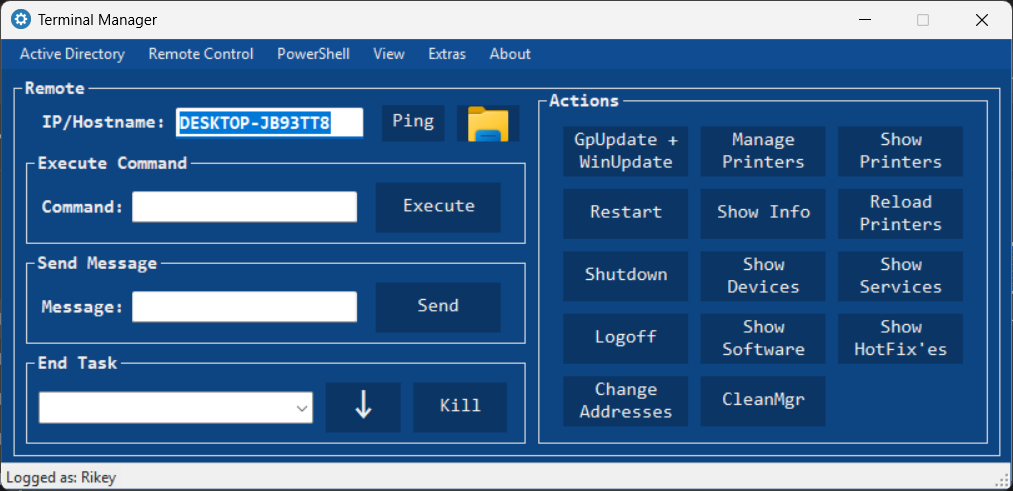 Terminal Manager
Active Directory Remote Control PowerShell View Extras About
Remote
IP/Hostname: DESKTOP-JB93TT8 Ping
Execute Command
Command: Execute
Send Message
Message: Send
End Task
↓ Kill
Actions
GpUpdate +
WinUpdate
Manage
Printers
Show
Printers
Restart
Show Info
Reload
Printers
Shutdown
Show
Devices
Show
Services
Logoff
Show
Software
Show
HotFix'es
Change
Addresses
CleanMgr
Logged as: Rikey